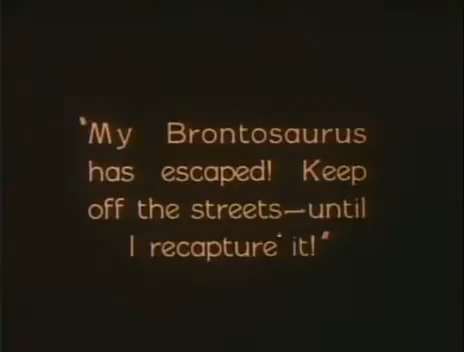 "My Brontosaurus
has escaped! Keep
off the streets—until
I recapture it!"